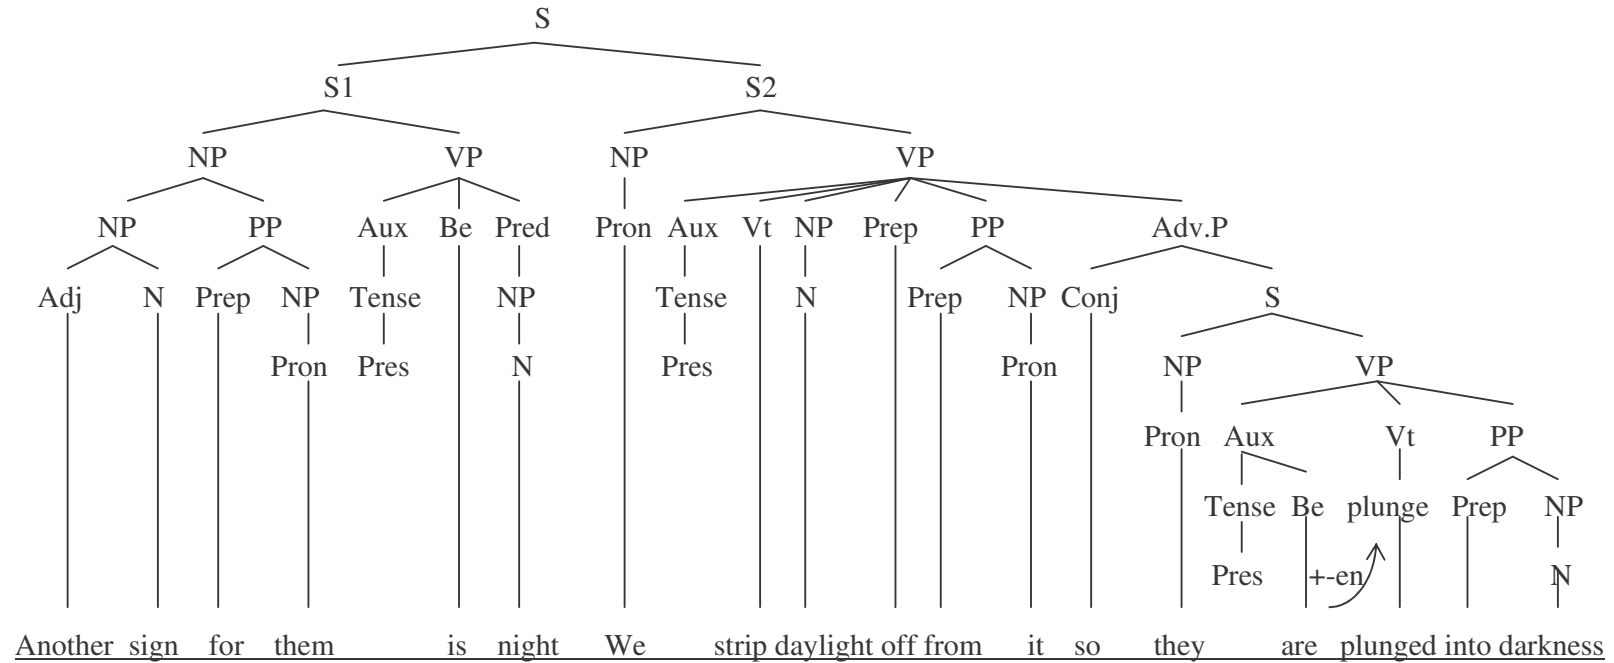 S
S1 S2
NP VP NP VP
NP PP Aux Be Pred Pron Aux Vt NP Prep PP Adv.P
Adj N Prep NP Tense NP Tense N Prep NP Conj S
Pron Pres N Pres Pron NP VP
Pron Aux Vt PP
Tense Be plunge Prep NP
Pres +-en N
Another sign for them is night We strip daylight off from it so they are plunged into darkness